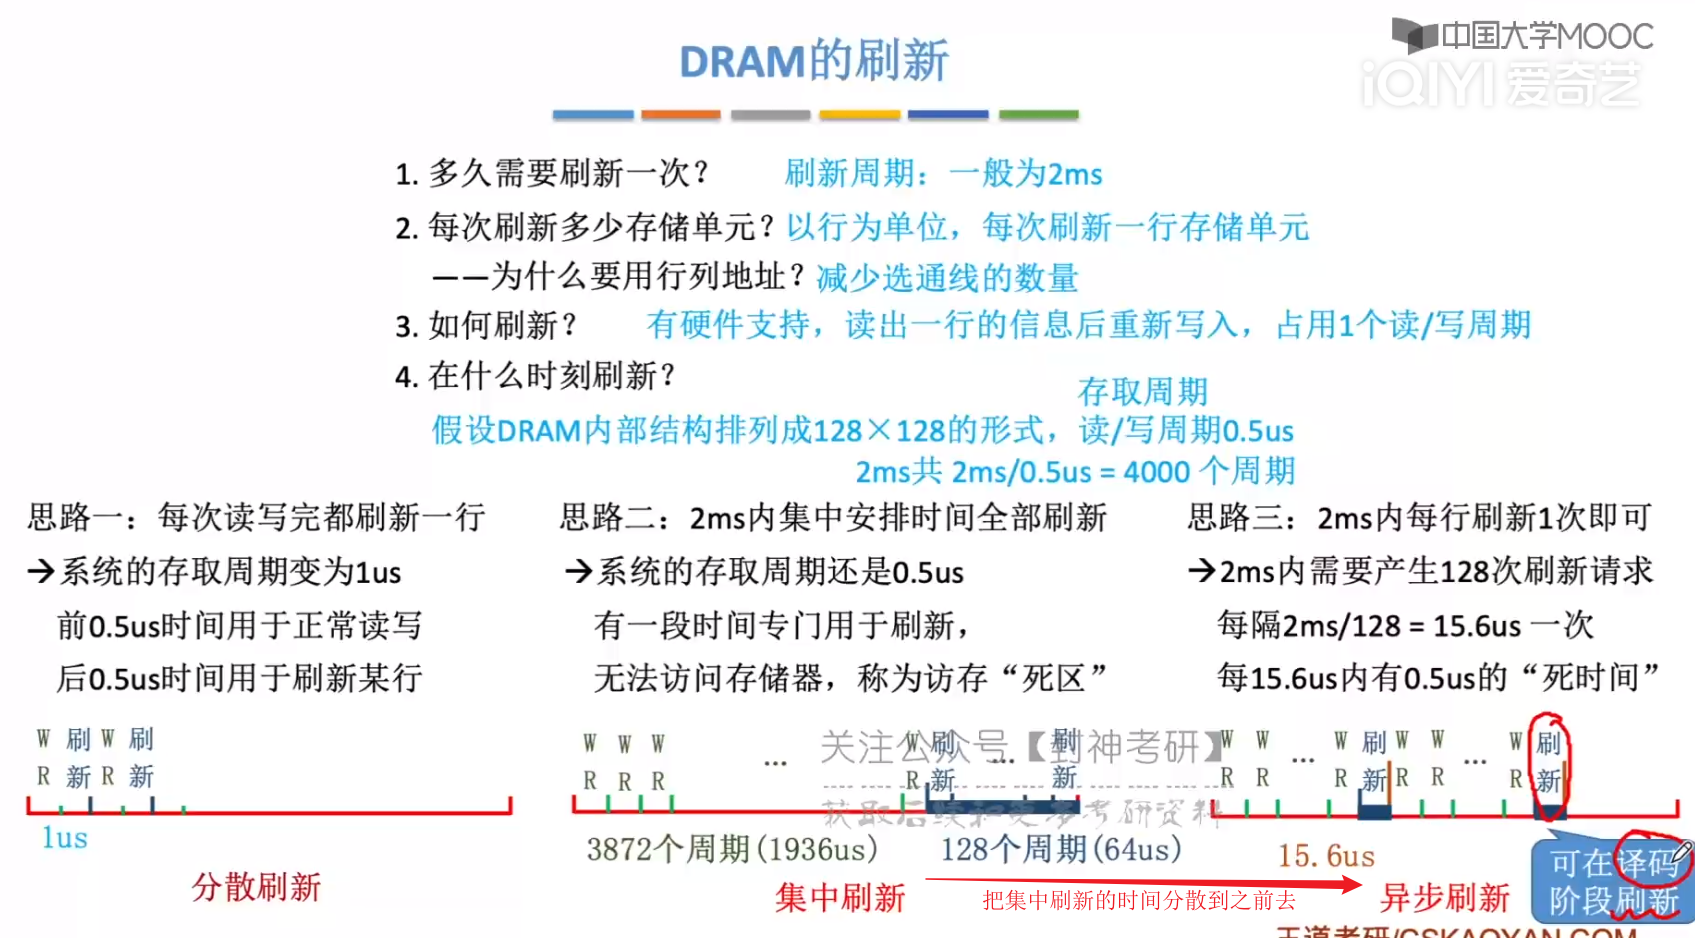 中国大学MOOC
iQIYI 爱奇艺
DRAM的刷新
1. 多久需要刷新一次? 刷新周期：一般为2ms
2. 每次刷新多少存储单元? 以行为单位，每次刷新一行存储单元
——为什么要用行列地址? 减少选通线的数量
3. 如何刷新? 有硬件支持，读出一行的信息后重新写入，占用1个读/写周期
4. 在什么时刻刷新?
存取周期
假设DRAM内部结构排列成128×128的形式，读/写周期0.5us
2ms共 2ms/0.5us = 4000 个周期
思路一：每次读写完都刷新一行
→系统的存取周期变为1us
前0.5us时间用于正常读写
后0.5us时间用于刷新某行
W 刷 W 刷
R 新 R 新
1us
分散刷新
思路二：2ms内集中安排时间全部刷新
→系统的存取周期还是0.5us
有一段时间专门用于刷新，
无法访问存储器，称为访存“死区”
W W W ... W 刷 ... 刷
R R R R 新 新
关注公众号【封神考研】
获取后续和更多考研资料
3872个周期(1936us) 128个周期(64us)
集中刷新
把集中刷新的时间分散到之前去
思路三：2ms内每行刷新1次即可
→2ms内需要产生128次刷新请求
每隔2ms/128 = 15.6us 一次
每15.6us内有0.5us的“死时间”
W W ... W 刷 W W ... W 刷
R R R 新 R R R 新
15.6us
异步刷新
可在译码
阶段刷新
王道考研/CSKAOYAN.COM